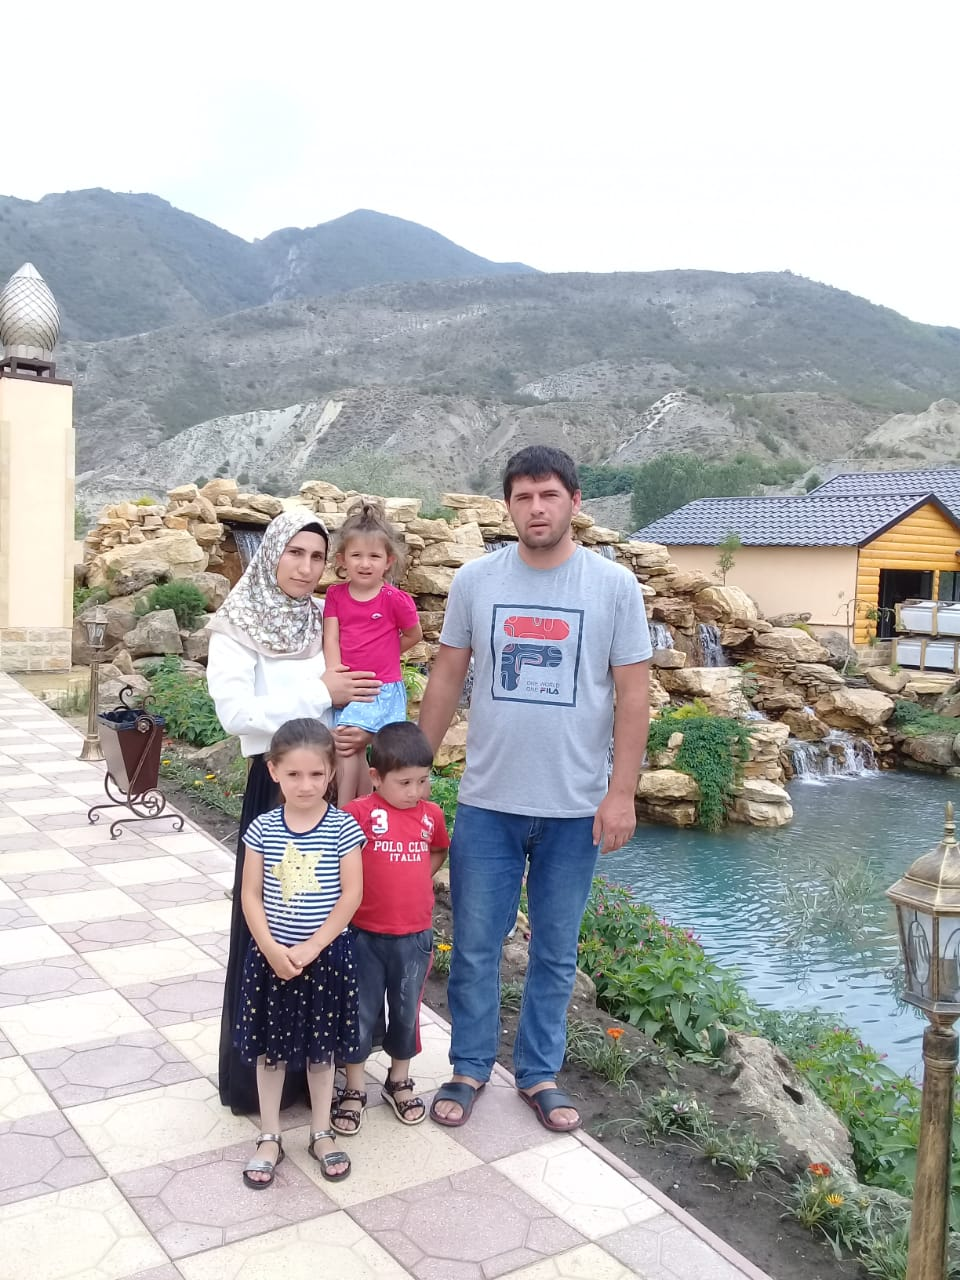 3
POLO CLUB
ITALIA
ONE WORLD
ONE FILA